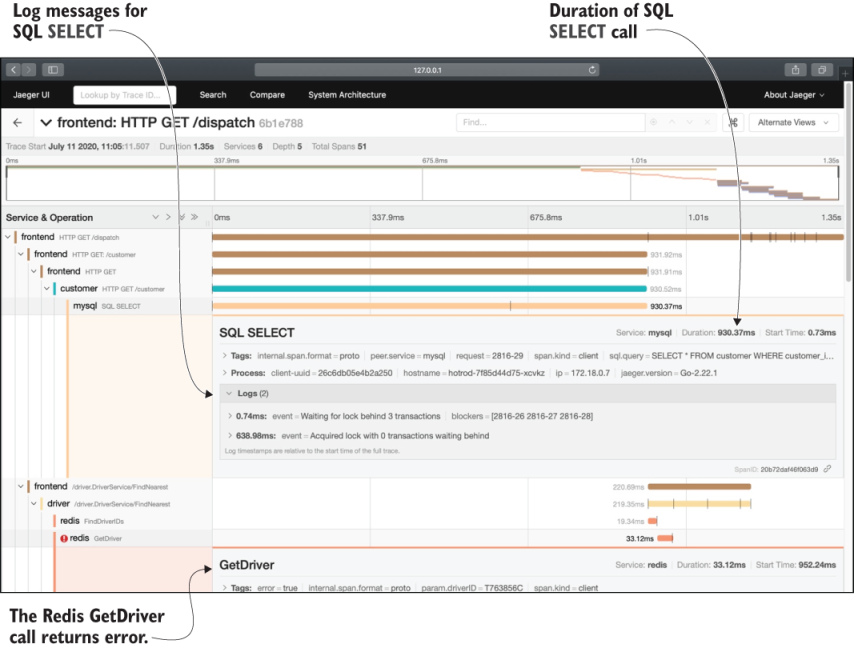 Log messages for
SQL SELECT
Duration of SQL
SELECT call
127.0.0.1
Jaeger UI Lookup by Trace ID... Search Compare System Architecture About Jaeger
frontend: HTTP GET /dispatch 6b1e788 Find... Alternate Views
Trace Start July 11 2020, 11:05:11.507 Duration 1.35s Services 6 Depth 5 Total Spans 51
0ms 337.9ms 675.8ms 1.01s 1.35s
Service & Operation 0ms 337.9ms 675.8ms 1.01s 1.35s
frontend HTTP GET /dispatch
frontend HTTP GET: /customer 931.92ms
frontend HTTP GET 931.91ms
customer HTTP GET /customer 930.52ms
mysql SQL SELECT 930.37ms
SQL SELECT Service: mysql Duration: 930.37ms Start Time: 0.73ms
> Tags: internal.span.format = proto peer.service = mysql request = 2816-29 span.kind = client sql.query = SELECT * FROM customer WHERE customer_i...
> Process: client-uuid = 26c6db05e4b2a250 hostname = hotrod-7f85d44d75-xcvkz ip = 172.18.0.7 jaeger.version = Go-2.22.1
Logs (2)
> 0.74ms: event = Waiting for lock behind 3 transactions blockers = [2816-26 2816-27 2816-28]
> 638.98ms: event = Acquired lock with 0 transactions waiting behind
Log timestamps are relative to the start time of the full trace.
SpanID: 20b72daf46f063d9
frontend /driver.DriverService/FindNearest 220.69ms
driver /driver.DriverService/FindNearest 219.35ms
redis FindDriverIDs 19.34ms
redis GetDriver 33.12ms
GetDriver Service: redis Duration: 33.12ms Start Time: 952.24ms
> Tags: error = true internal.span.format = proto param.driverID = T763856C span.kind = client
The Redis GetDriver
call returns error.